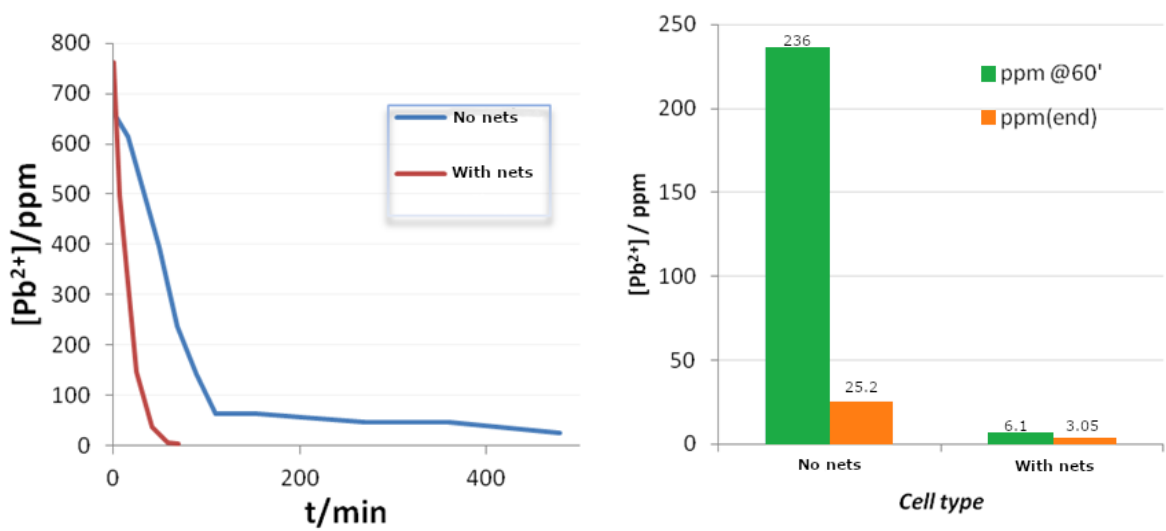 800
700
600
500
400
300
200
100
0
[Pb²⁺]/ppm
No nets
With nets
0
200
400
t/min
250
200
150
100
50
0
[Pb²⁺] / ppm
236
25.2
6.1
3.05
ppm @60'
ppm(end)
No nets
With nets
Cell type